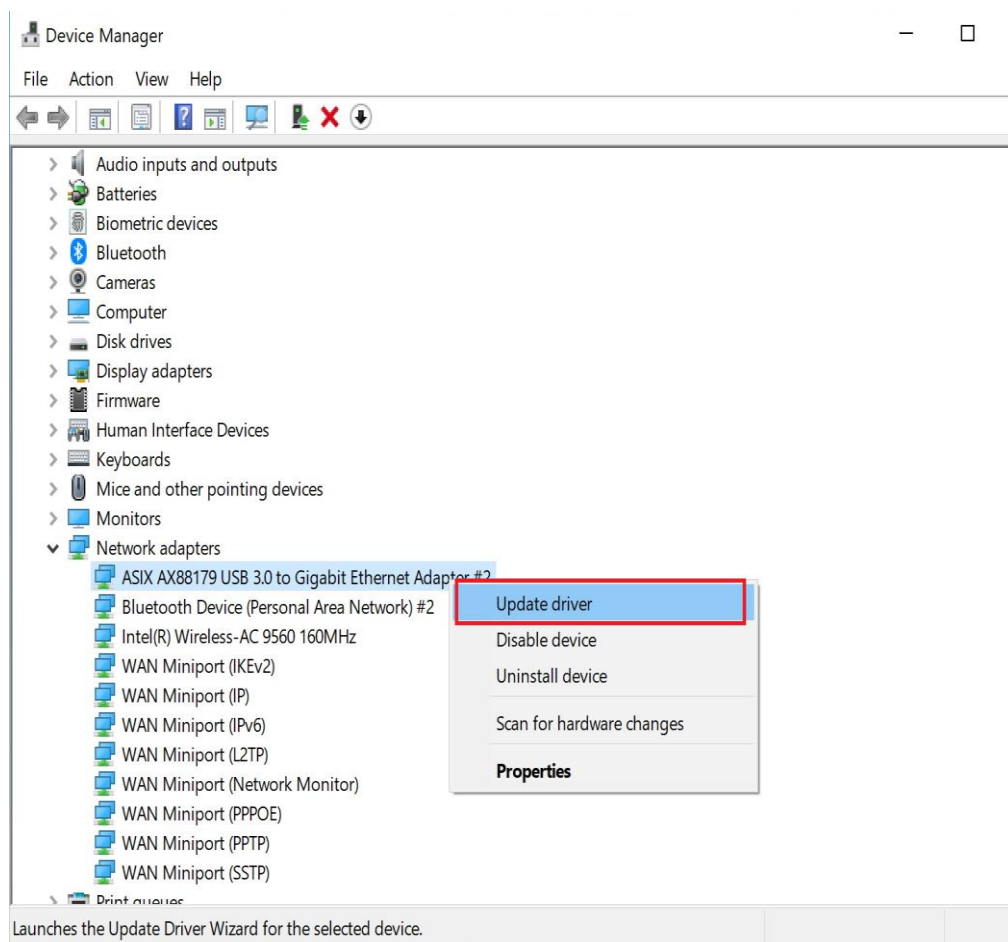 Device Manager
File Action View Help
Audio inputs and outputs
Batteries
Biometric devices
Bluetooth
Cameras
Computer
Disk drives
Display adapters
Firmware
Human Interface Devices
Keyboards
Mice and other pointing devices
Monitors
Network adapters
ASIX AX88179 USB 3.0 to Gigabit Ethernet Adapter #2
Bluetooth Device (Personal Area Network) #2
Intel(R) Wireless-AC 9560 160MHz
WAN Miniport (IKEv2)
WAN Miniport (IP)
WAN Miniport (IPv6)
WAN Miniport (L2TP)
WAN Miniport (Network Monitor)
WAN Miniport (PPPOE)
WAN Miniport (PPTP)
WAN Miniport (SSTP)
Print queues
Update driver
Disable device
Uninstall device
Scan for hardware changes
Properties
Launches the Update Driver Wizard for the selected device.